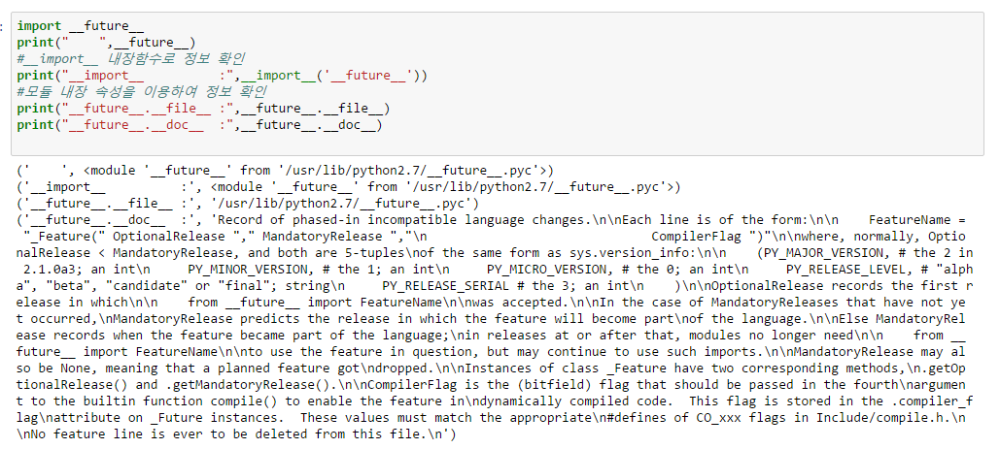 import __future__
print("    ",__future__)
#__import__ 내장함수로 정보 확인
print("__import__          :",__import__('__future__'))
#모듈 내장 속성을 이용하여 정보 확인
print("__future__.__file__ :",__future__.__file__)
print("__future__.__doc__  :",__future__.__doc__)
('    ', <module '__future__' from '/usr/lib/python2.7/__future__.pyc'>)
('__import__          :', <module '__future__' from '/usr/lib/python2.7/__future__.pyc'>)
('__future__.__file__ :', '/usr/lib/python2.7/__future__.pyc')
('__future__.__doc__  :', 'Record of phased-in incompatible language changes.\n\nEach line is of the form:\n\n    FeatureName =
 "_Feature(" OptionalRelease "," MandatoryRelease ","\n                              CompilerFlag ")"\n\nwhere, normally, Optio
nalRelease < MandatoryRelease, and both are 5-tuples\nof the same form as sys.version_info:\n\n    (PY_MAJOR_VERSION, # the 2 in
 2.1.0a3; an int\n     PY_MINOR_VERSION, # the 1; an int\n     PY_MICRO_VERSION, # the 0; an int\n     PY_RELEASE_LEVEL, # "alph
a", "beta", "candidate" or "final"; string\n     PY_RELEASE_SERIAL # the 3; an int\n    )\n\nOptionalRelease records the first r
elease in which\n\n    from __future__ import FeatureName\n\nwas accepted.\n\nIn the case of MandatoryReleases that have not ye
t occurred,\nMandatoryRelease predicts the release in which the feature will become part\nof the language.\n\nElse MandatoryRel
ease records when the feature became part of the language;\nin releases at or after that, modules no longer need\n\n    from __
future__ import FeatureName\n\nto use the feature in question, but may continue to use such imports.\n\nMandatoryRelease may al
so be None, meaning that a planned feature got\ndropped.\n\nInstances of class _Feature have two corresponding methods,\n.getOp
tionalRelease() and .getMandatoryRelease().\n\nCompilerFlag is the (bitfield) flag that should be passed in the fourth\nargumen
t to the builtin function compile() to enable the feature in\ndynamically compiled code.  This flag is stored in the .compiler_f
lag\nattribute on _Future instances.  These values must match the appropriate\n#defines of CO_xxx flags in Include/compile.h.\n
\nNo feature line is ever to be deleted from this file.\n')